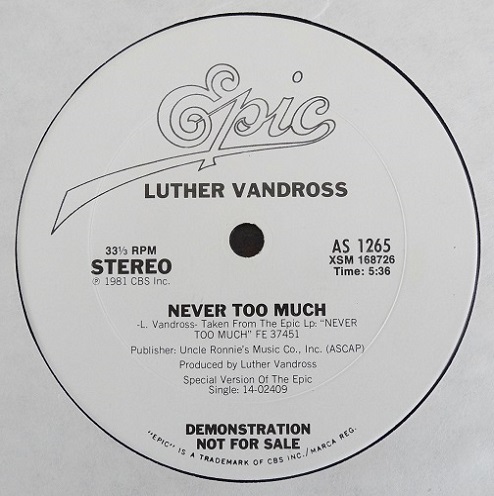 Epic
LUTHER VANDROSS
33⅓ RPM
STEREO
℗ 1981 CBS Inc.
AS 1265
XSM 168726
Time: 5:36
NEVER TOO MUCH
-L. Vandross- Taken From The Epic Lp: "NEVER
TOO MUCH" FE 37451
Publisher: Uncle Ronnie's Music Co., Inc. (ASCAP)
Produced by Luther Vandross
Special Version Of The Epic
Single: 14-02409
DEMONSTRATION
NOT FOR SALE
"EPIC" IS A TRADEMARK OF CBS INC./MARCA REG.